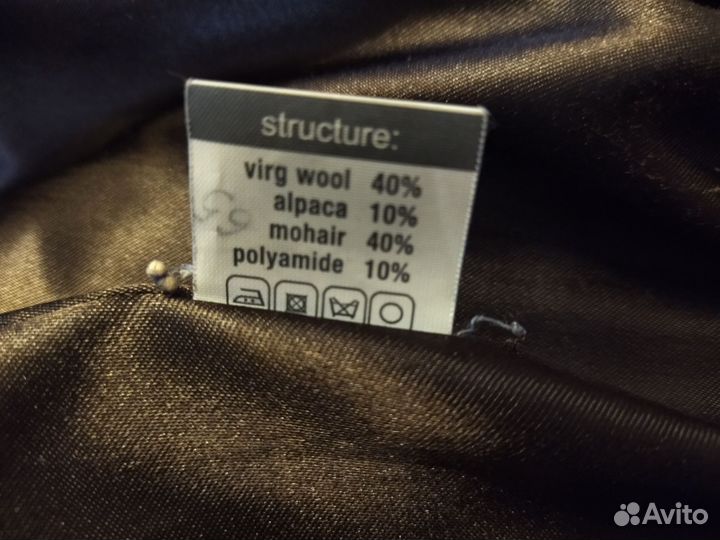 structure:
virg wool 40%
alpaca 10%
mohair 40%
polyamide 10%
Avito